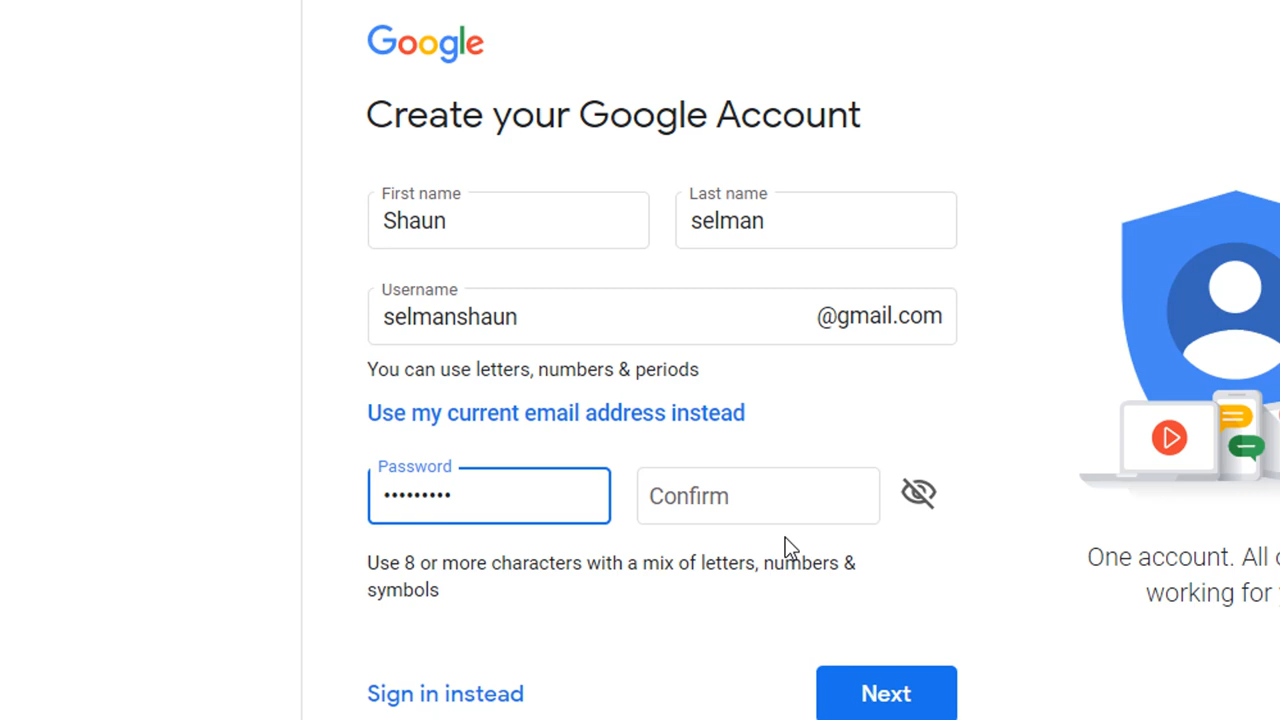 Google
Create your Google Account
First name
Last name
Shaun
selman
Username
selmanshaun
@gmail.com
You can use letters, numbers & periods
Use my current email address instead
Password
•••••••••
Confirm
Use 8 or more characters with a mix of letters, numbers &
symbols
One account. All
working for
Sign in instead
Next